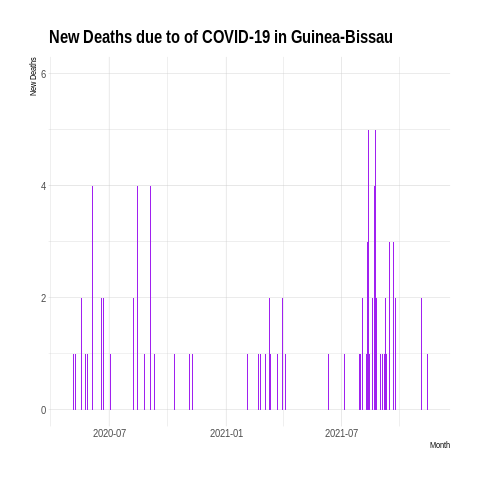 New Deaths due to of COVID-19 in Guinea-Bissau
New Deaths
6
4
2
0
2020-07
2021-01
2021-07
Month